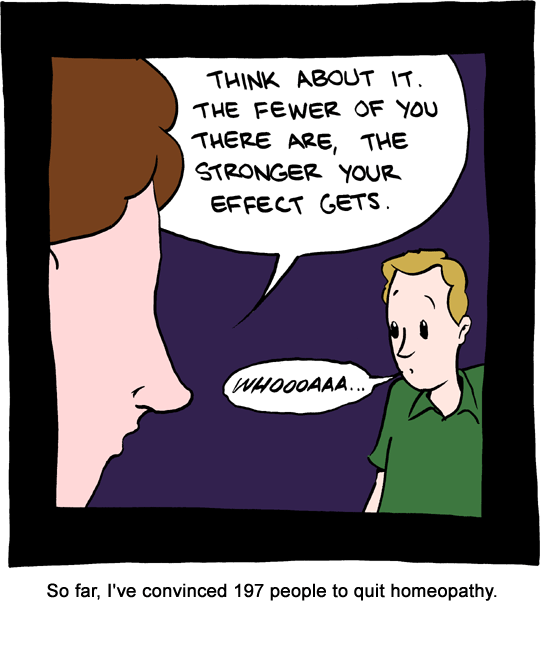 THINK ABOUT IT.
THE FEWER OF YOU
THERE ARE, THE
STRONGER YOUR
EFFECT GETS.
WHOOOAAA...
So far, I've convinced 197 people to quit homeopathy.